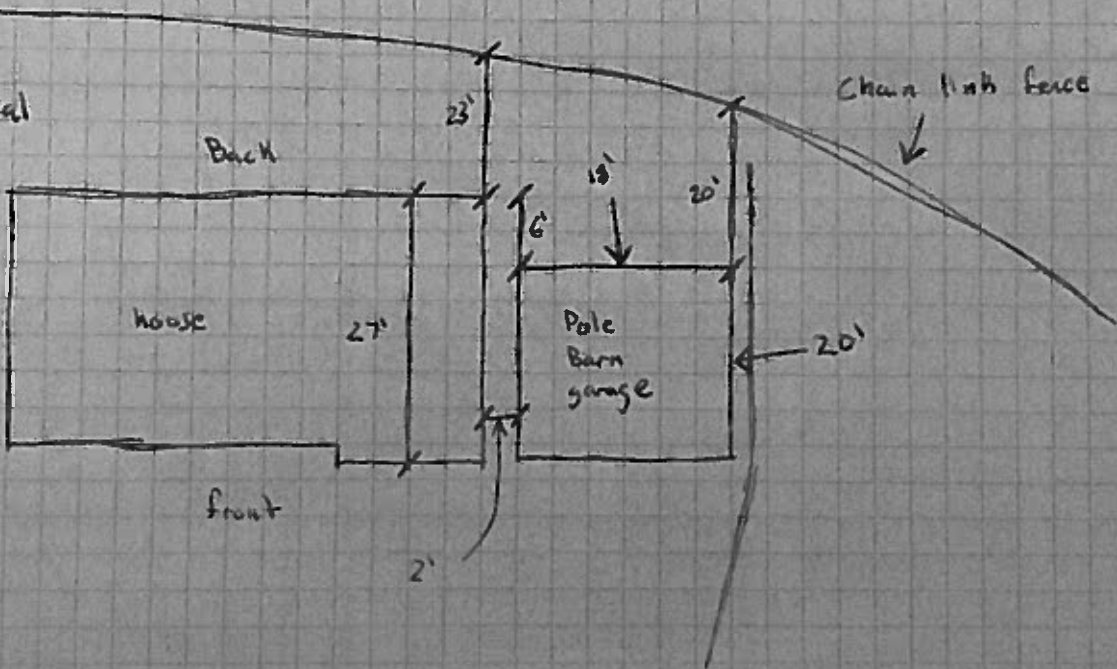 Chain link fence
23'
Back
18'
20'
6'
house
27'
Pole
Barn
garage
20'
front
2'